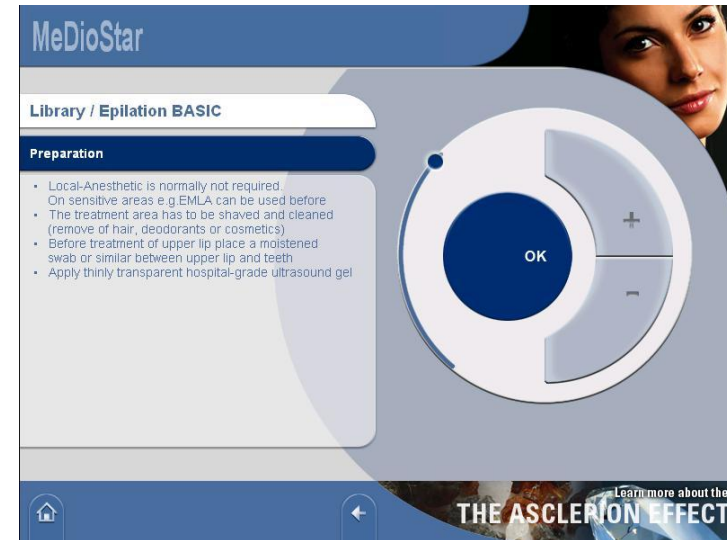 MeDioStar
Library / Epilation BASIC
Preparation
• Local-Anesthetic is normally not required.
On sensitive areas e.g.EMLA can be used before
• The treatment area has to be shaved and cleaned
(remove of hair, deodorants or cosmetics)
• Before treatment of upper lip place a moistened
swab or similar between upper lip and teeth
• Apply thinly transparent hospital-grade ultrasound gel
+
OK
-
Learn more about the
THE ASCLEPION EFFECT